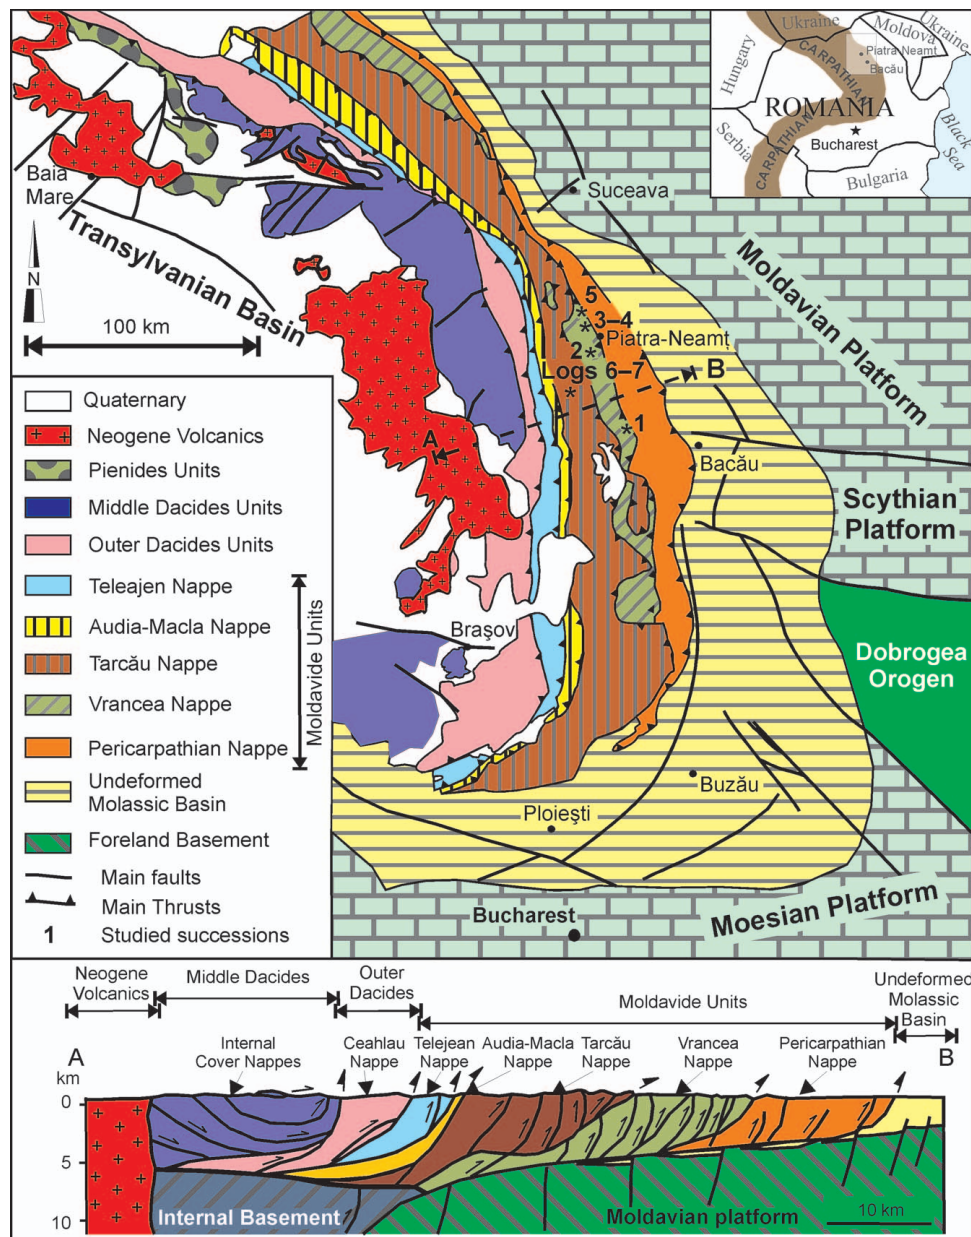 Ukraine
Moldova
Ukraine
Hungary
CARPATHIAN
Piatra-Neamț
Bacău
ROMANIA
Serbia
CARPATHIAN
Bucharest
Black
Sea
Bulgaria
Baia
Mare
Suceava
Transylvanian Basin
N
100 km
Moldavian Platform
5
3–4
Piatra-Neamț
2
Logs 6–7
B
A
1
Bacău
Scythian
Platform
Dobrogea
Orogen
Braşov
Buzău
Ploieşti
Bucharest
Moesian Platform
Quaternary
Neogene Volcanics
Pienides Units
Middle Dacides Units
Outer Dacides Units
Teleajen Nappe
Audia-Macla Nappe
Tarcău Nappe
Vrancea Nappe
Pericarpathian Nappe
Moldavide Units
Undeformed
Molassic Basin
Foreland Basement
Main faults
Main Thrusts
1 Studied successions
Neogene
Volcanics
Middle Dacides
Outer
Dacides
Moldavide Units
Undeformed
Molassic
Basin
A
B
km
Internal
Cover Nappes
Ceahlau
Nappe
Telejean
Nappe
Audia-Macla
Nappe
Tarcău
Nappe
Vrancea
Nappe
Pericarpathian
Nappe
0
5
10
Internal Basement
Moldavian platform
10 km